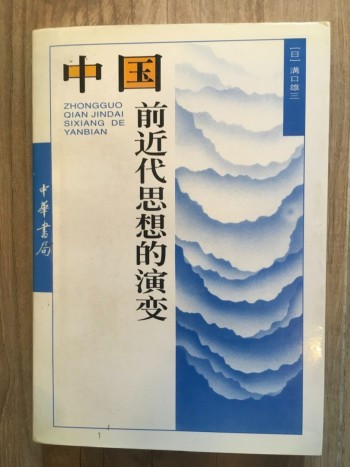 中国
ZHONGGUO
QIAN JINDAI
SIXIANG DE
YANBIAN
前近代思想的演变
[日]溝口雄三
中華書局